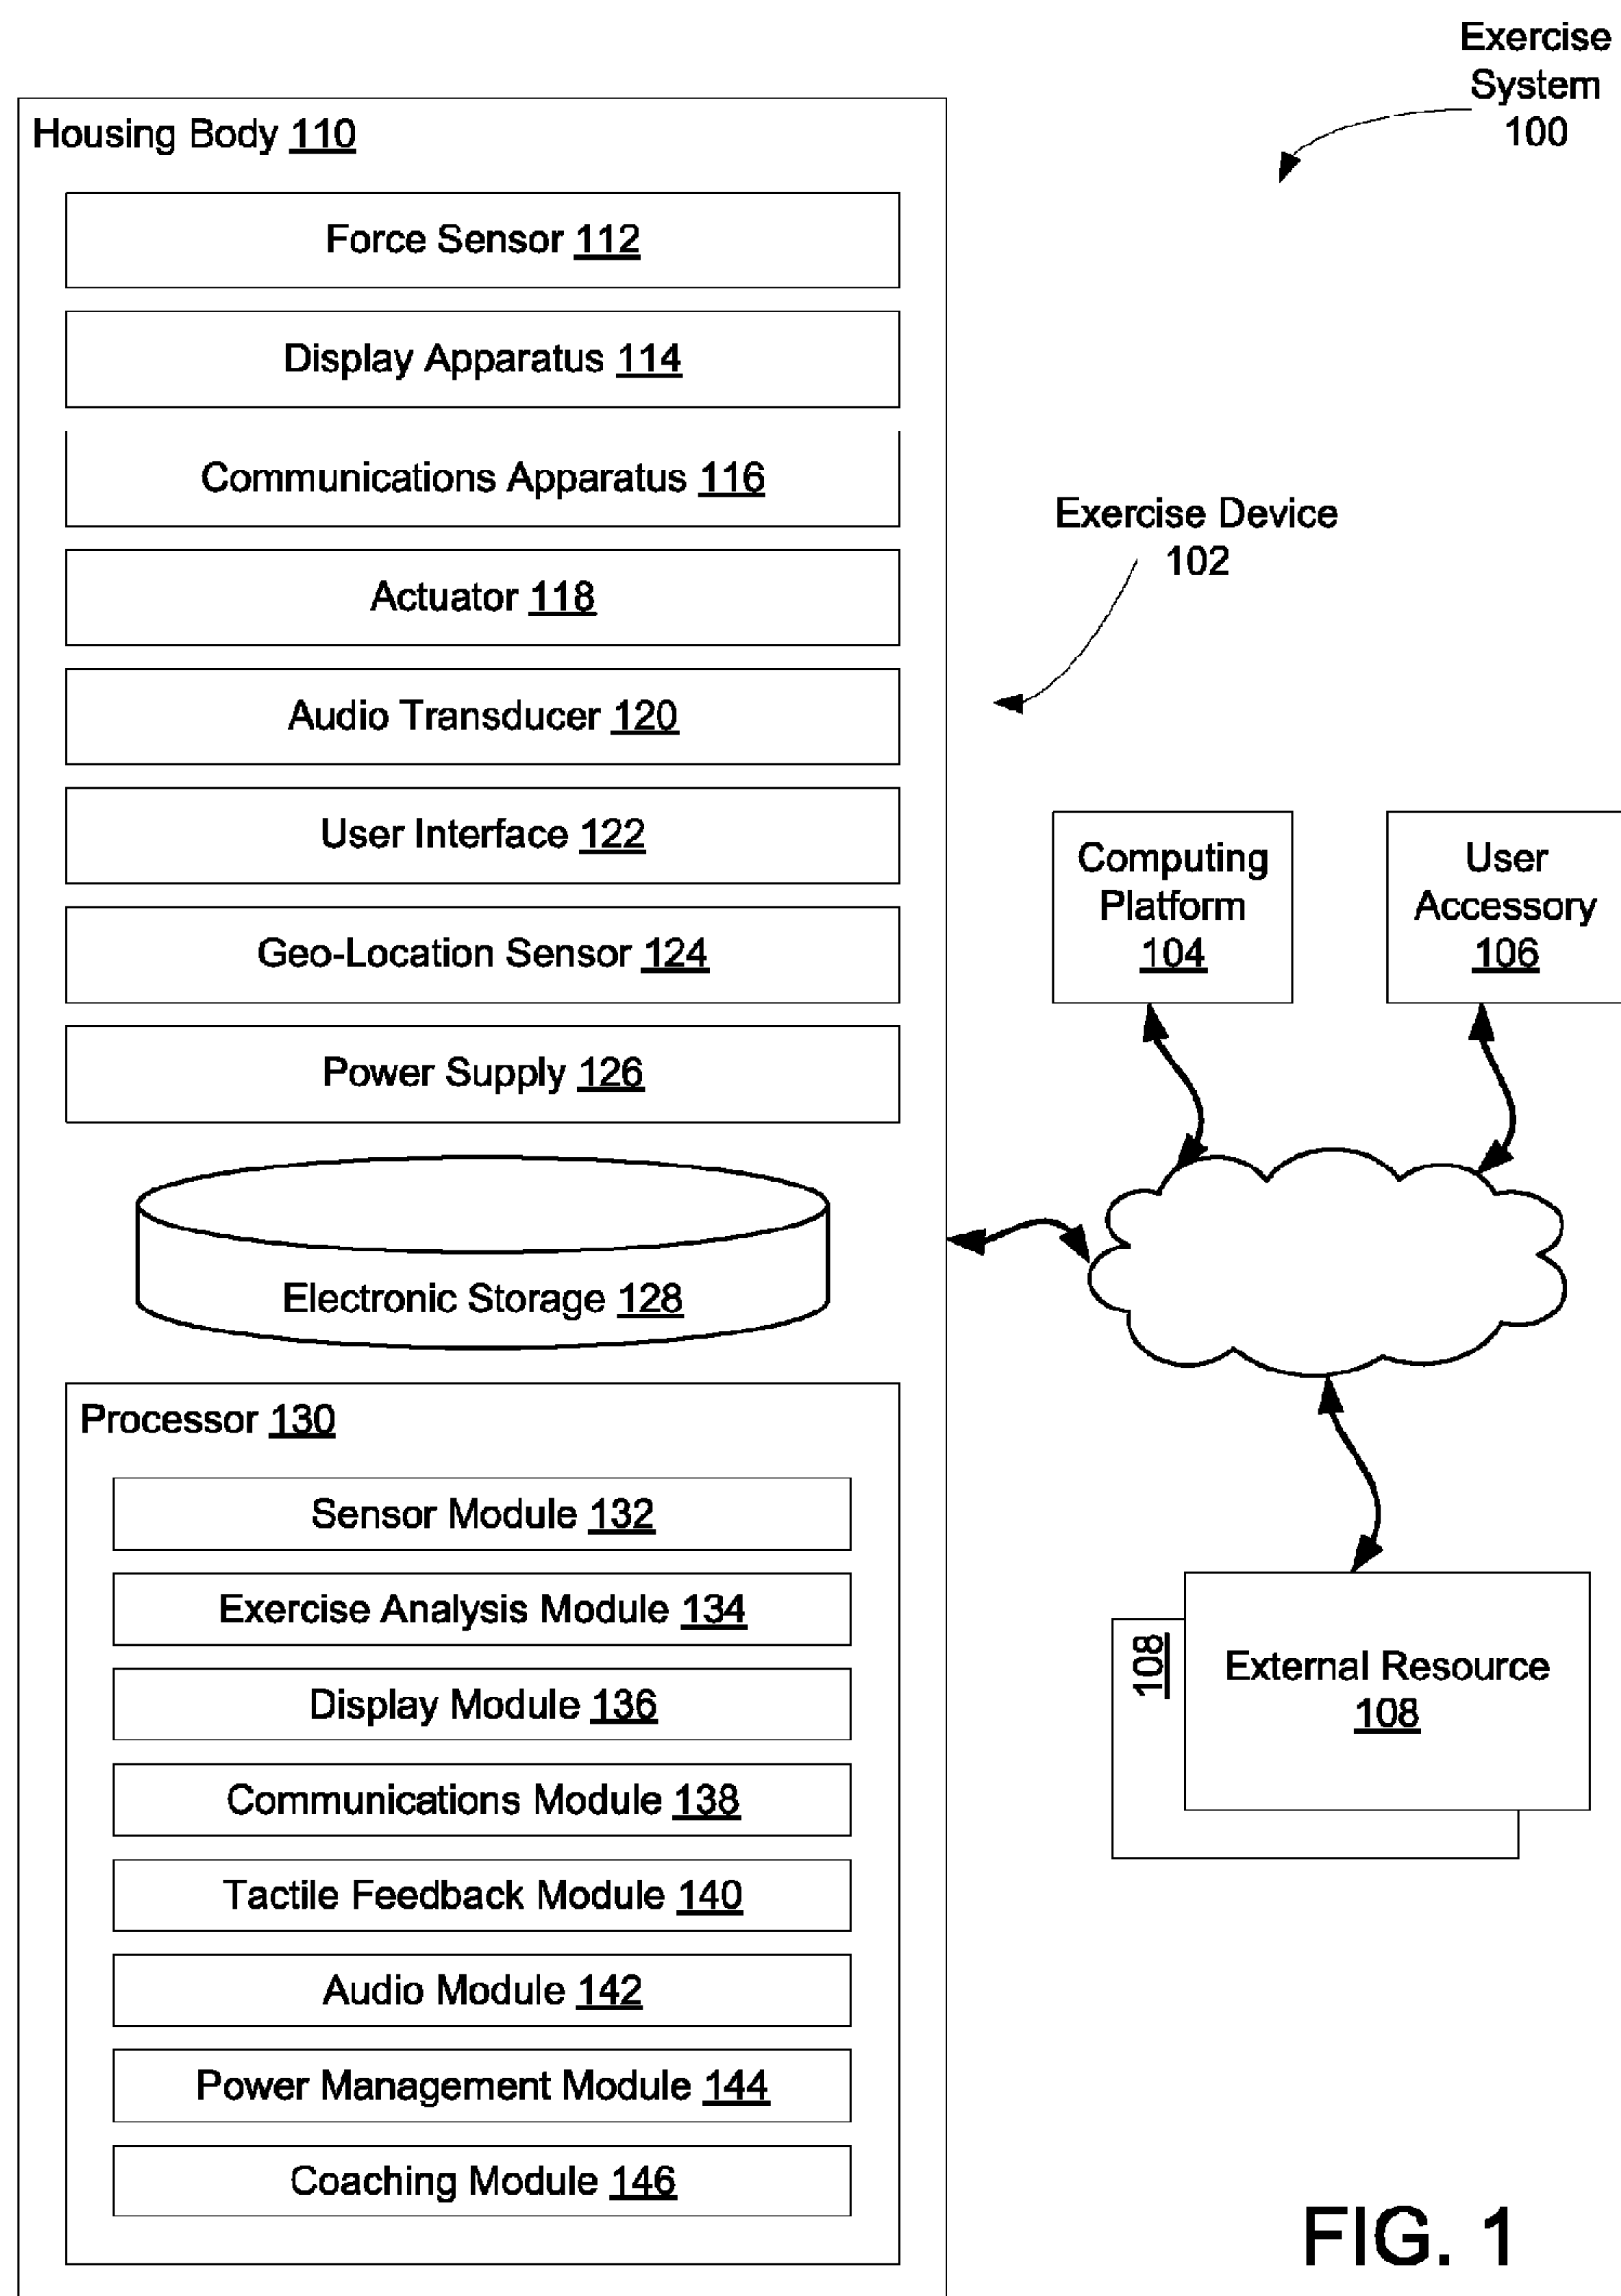 Exercise
System
100
Housing Body 110
Force Sensor 112
Display Apparatus 114
Communications Apparatus 116
Exercise Device
102
Actuator 118
Audio Transducer 120
User Interface 122
Geo-Location Sensor 124
Power Supply 126
Electronic Storage 128
Computing
Platform
104
User
Accessory
106
Processor 130
Sensor Module 132
Exercise Analysis Module 134
Display Module 136
Communications Module 138
Tactile Feedback Module 140
Audio Module 142
Power Management Module 144
Coaching Module 146
108
External Resource
108
FIG. 1